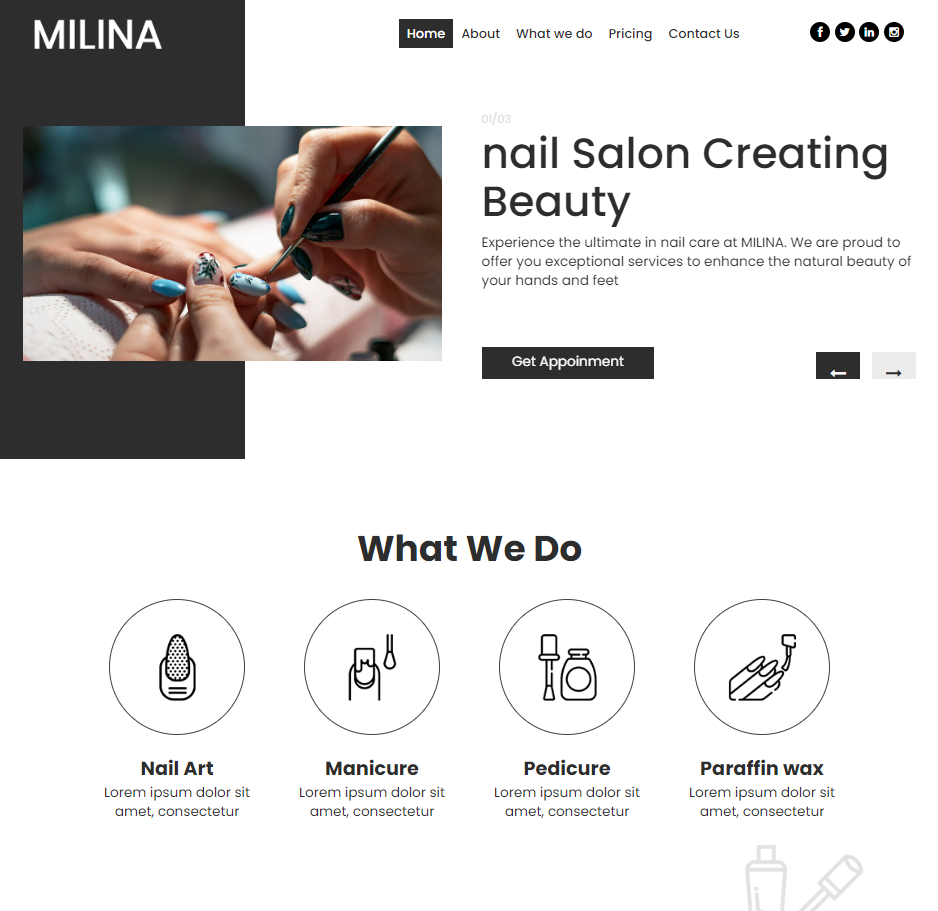 MILINA
Home About What we do Pricing Contact Us
01/03
nail Salon Creating
Beauty
Experience the ultimate in nail care at MILINA. We are proud to
offer you exceptional services to enhance the natural beauty of
your hands and feet
Get Appoinment
What We Do
Nail Art
Lorem ipsum dolor sit
amet, consectetur
Manicure
Lorem ipsum dolor sit
amet, consectetur
Pedicure
Lorem ipsum dolor sit
amet, consectetur
Paraffin wax
Lorem ipsum dolor sit
amet, consectetur